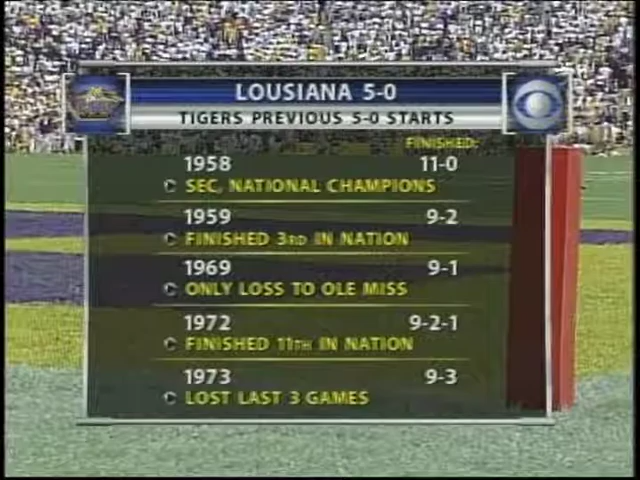 LOUSIANA 5-0
TIGERS PREVIOUS 5-0 STARTS
FINISHED:
1958 11-0
SEC, NATIONAL CHAMPIONS
1959 9-2
FINISHED 3RD IN NATION
1969 9-1
ONLY LOSS TO OLE MISS
1972 9-2-1
FINISHED 11TH IN NATION
1973 9-3
LOST LAST 3 GAMES